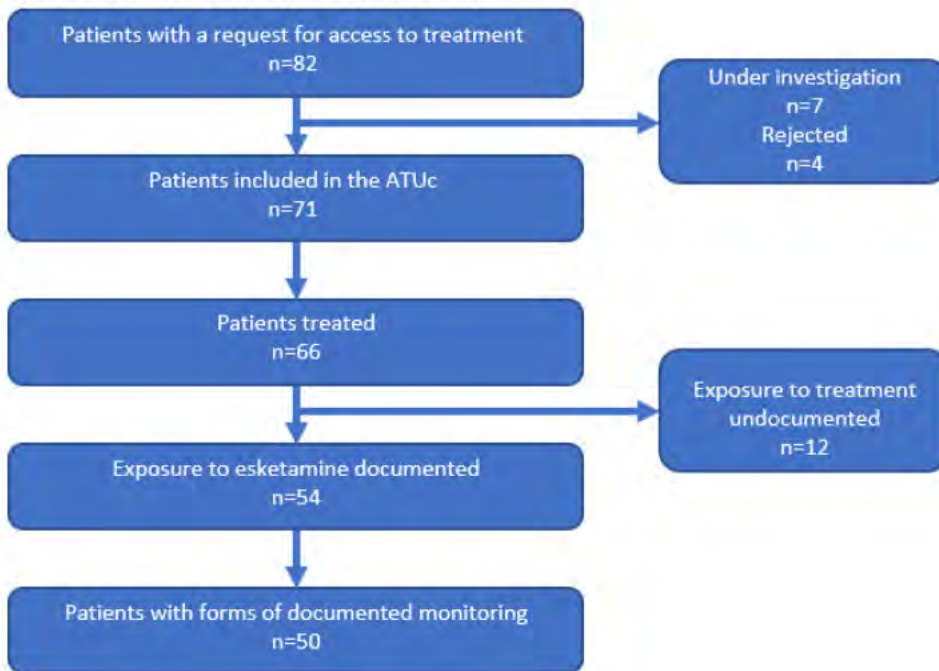 Patients with a request for access to treatment
n=82
Under investigation
n=7
Rejected
n=4
Patients included in the ATUc
n=71
Patients treated
n=66
Exposure to treatment
undocumented
n=12
Exposure to esketamine documented
n=54
Patients with forms of documented monitoring
n=50